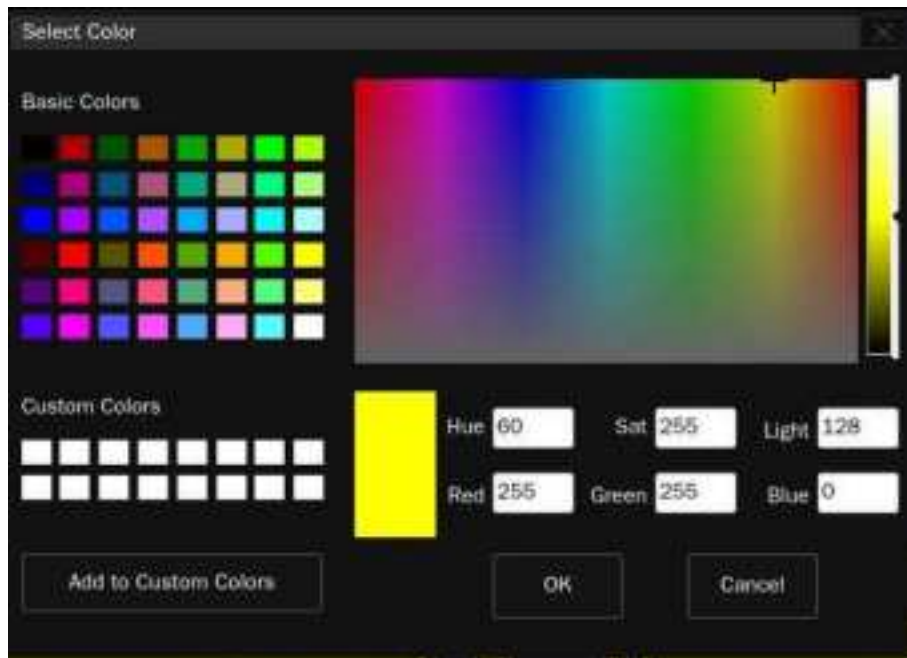 Select Color
Basic Colors
Custom Colors
Hue 60 Sat 255 Light 128
Red 255 Green 255 Blue 0
Add to Custom Colors OK Cancel